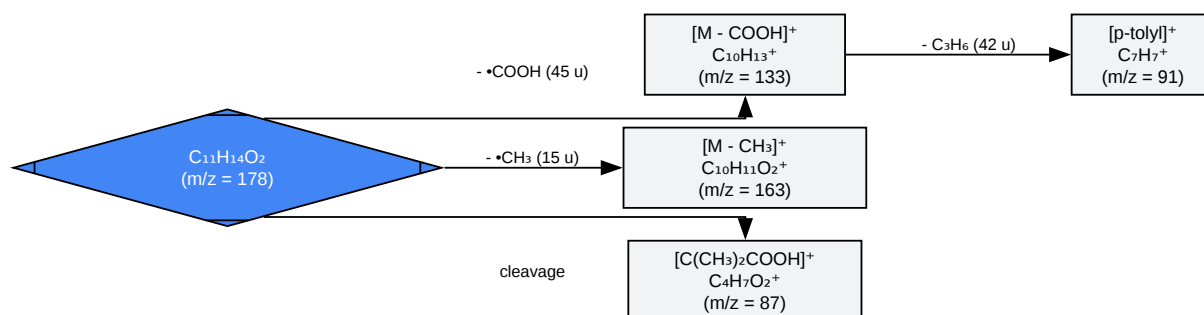 [M - COOH]⁺
C₁₀H₁₃⁺
(m/z = 133)
- C₃H₆ (42 u)
[p-tolyl]⁺
C₇H₇⁺
(m/z = 91)
- •COOH (45 u)
C₁₁H₁₄O₂
(m/z = 178)
- •CH₃ (15 u)
[M - CH₃]⁺
C₁₀H₁₁O₂⁺
(m/z = 163)
cleavage
[C(CH₃)₂COOH]⁺
C₄H₇O₂⁺
(m/z = 87)